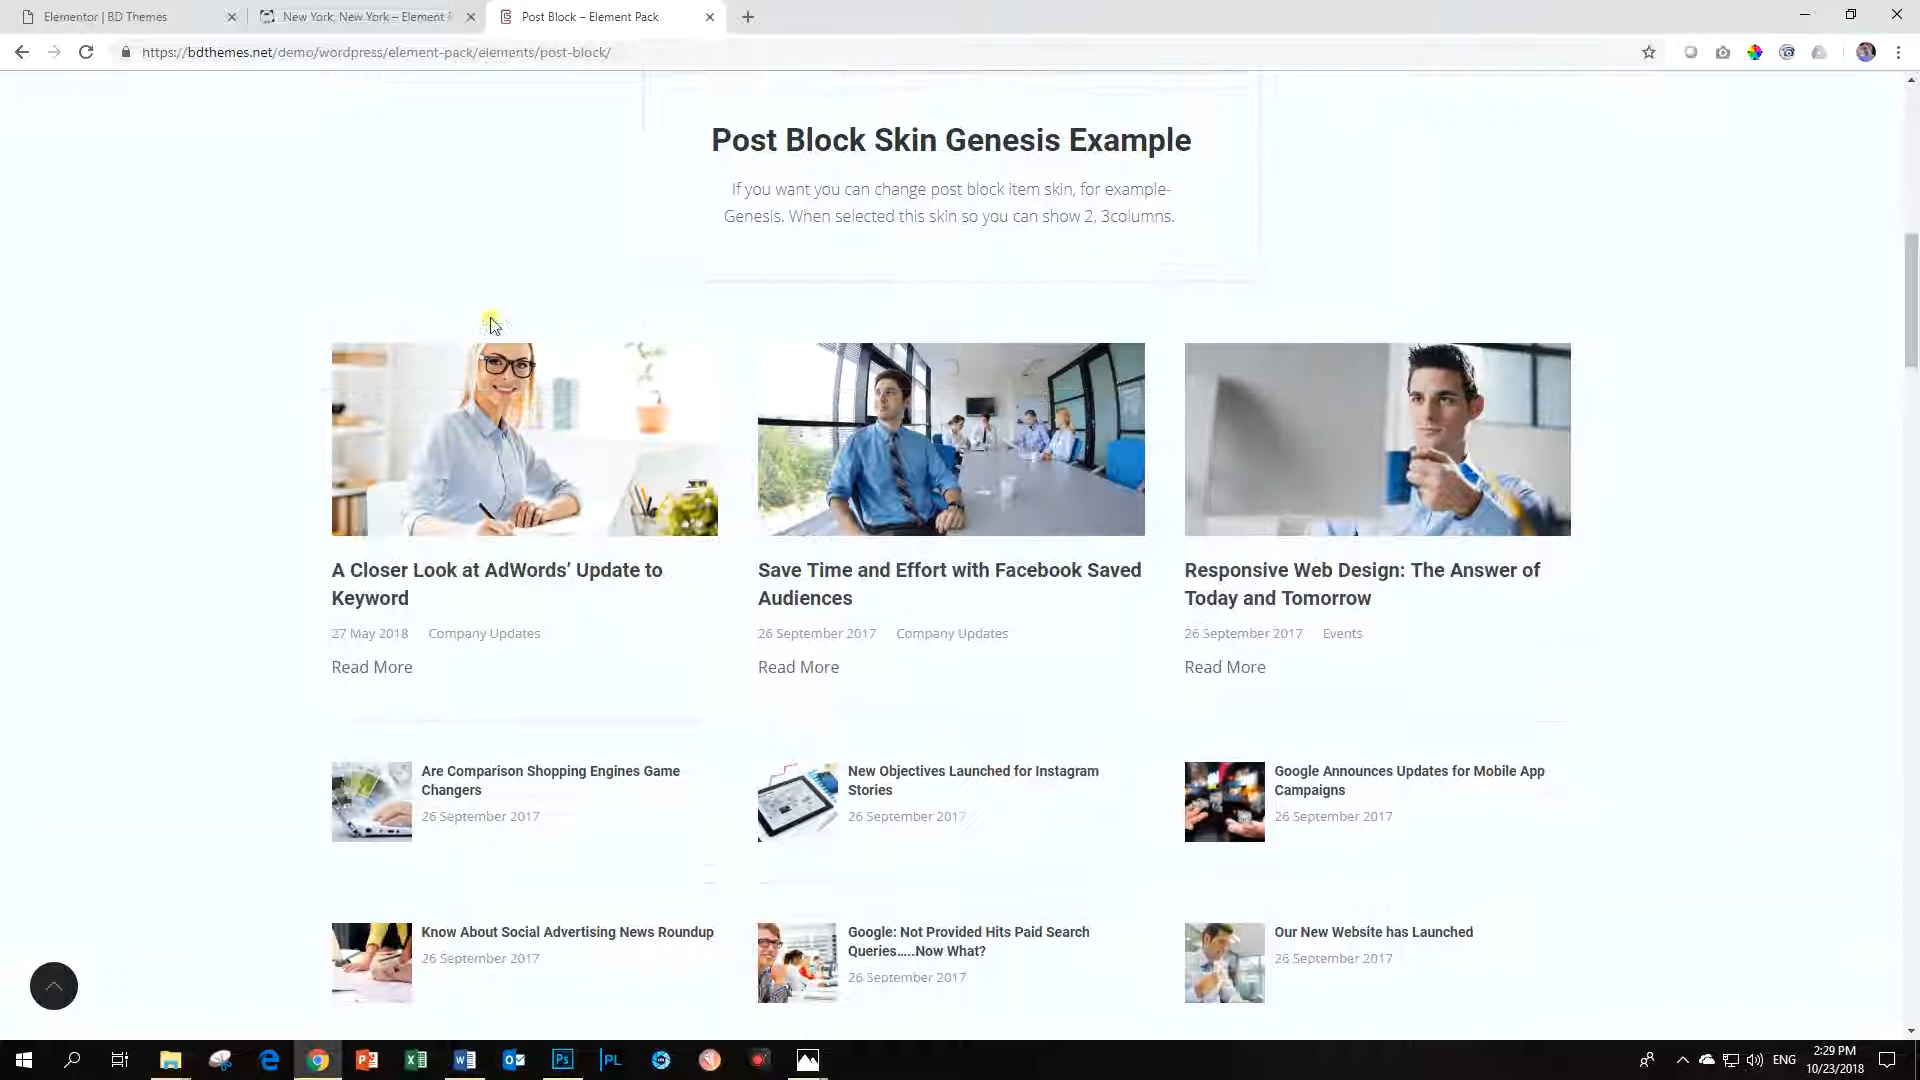 Elementor | BD Themes
New York, New York – Element
Post Block – Element Pack
https://bdthemes.net/demo/wordpress/element-pack/elements/post-block/
Post Block Skin Genesis Example
If you want you can change post block item skin, for example-
Genesis. When selected this skin so you can show 2, 3columns.
A Closer Look at AdWords’ Update to
Keyword
27 May 2018 Company Updates
Read More
Save Time and Effort with Facebook Saved
Audiences
26 September 2017 Company Updates
Read More
Responsive Web Design: The Answer of
Today and Tomorrow
26 September 2017 Events
Read More
Are Comparison Shopping Engines Game
Changers
26 September 2017
New Objectives Launched for Instagram
Stories
26 September 2017
Google Announces Updates for Mobile App
Campaigns
26 September 2017
Know About Social Advertising News Roundup
26 September 2017
Google: Not Provided Hits Paid Search
Queries…..Now What?
26 September 2017
Our New Website has Launched
26 September 2017
Ps
PL
ENG
2:29 PM
10/23/2018